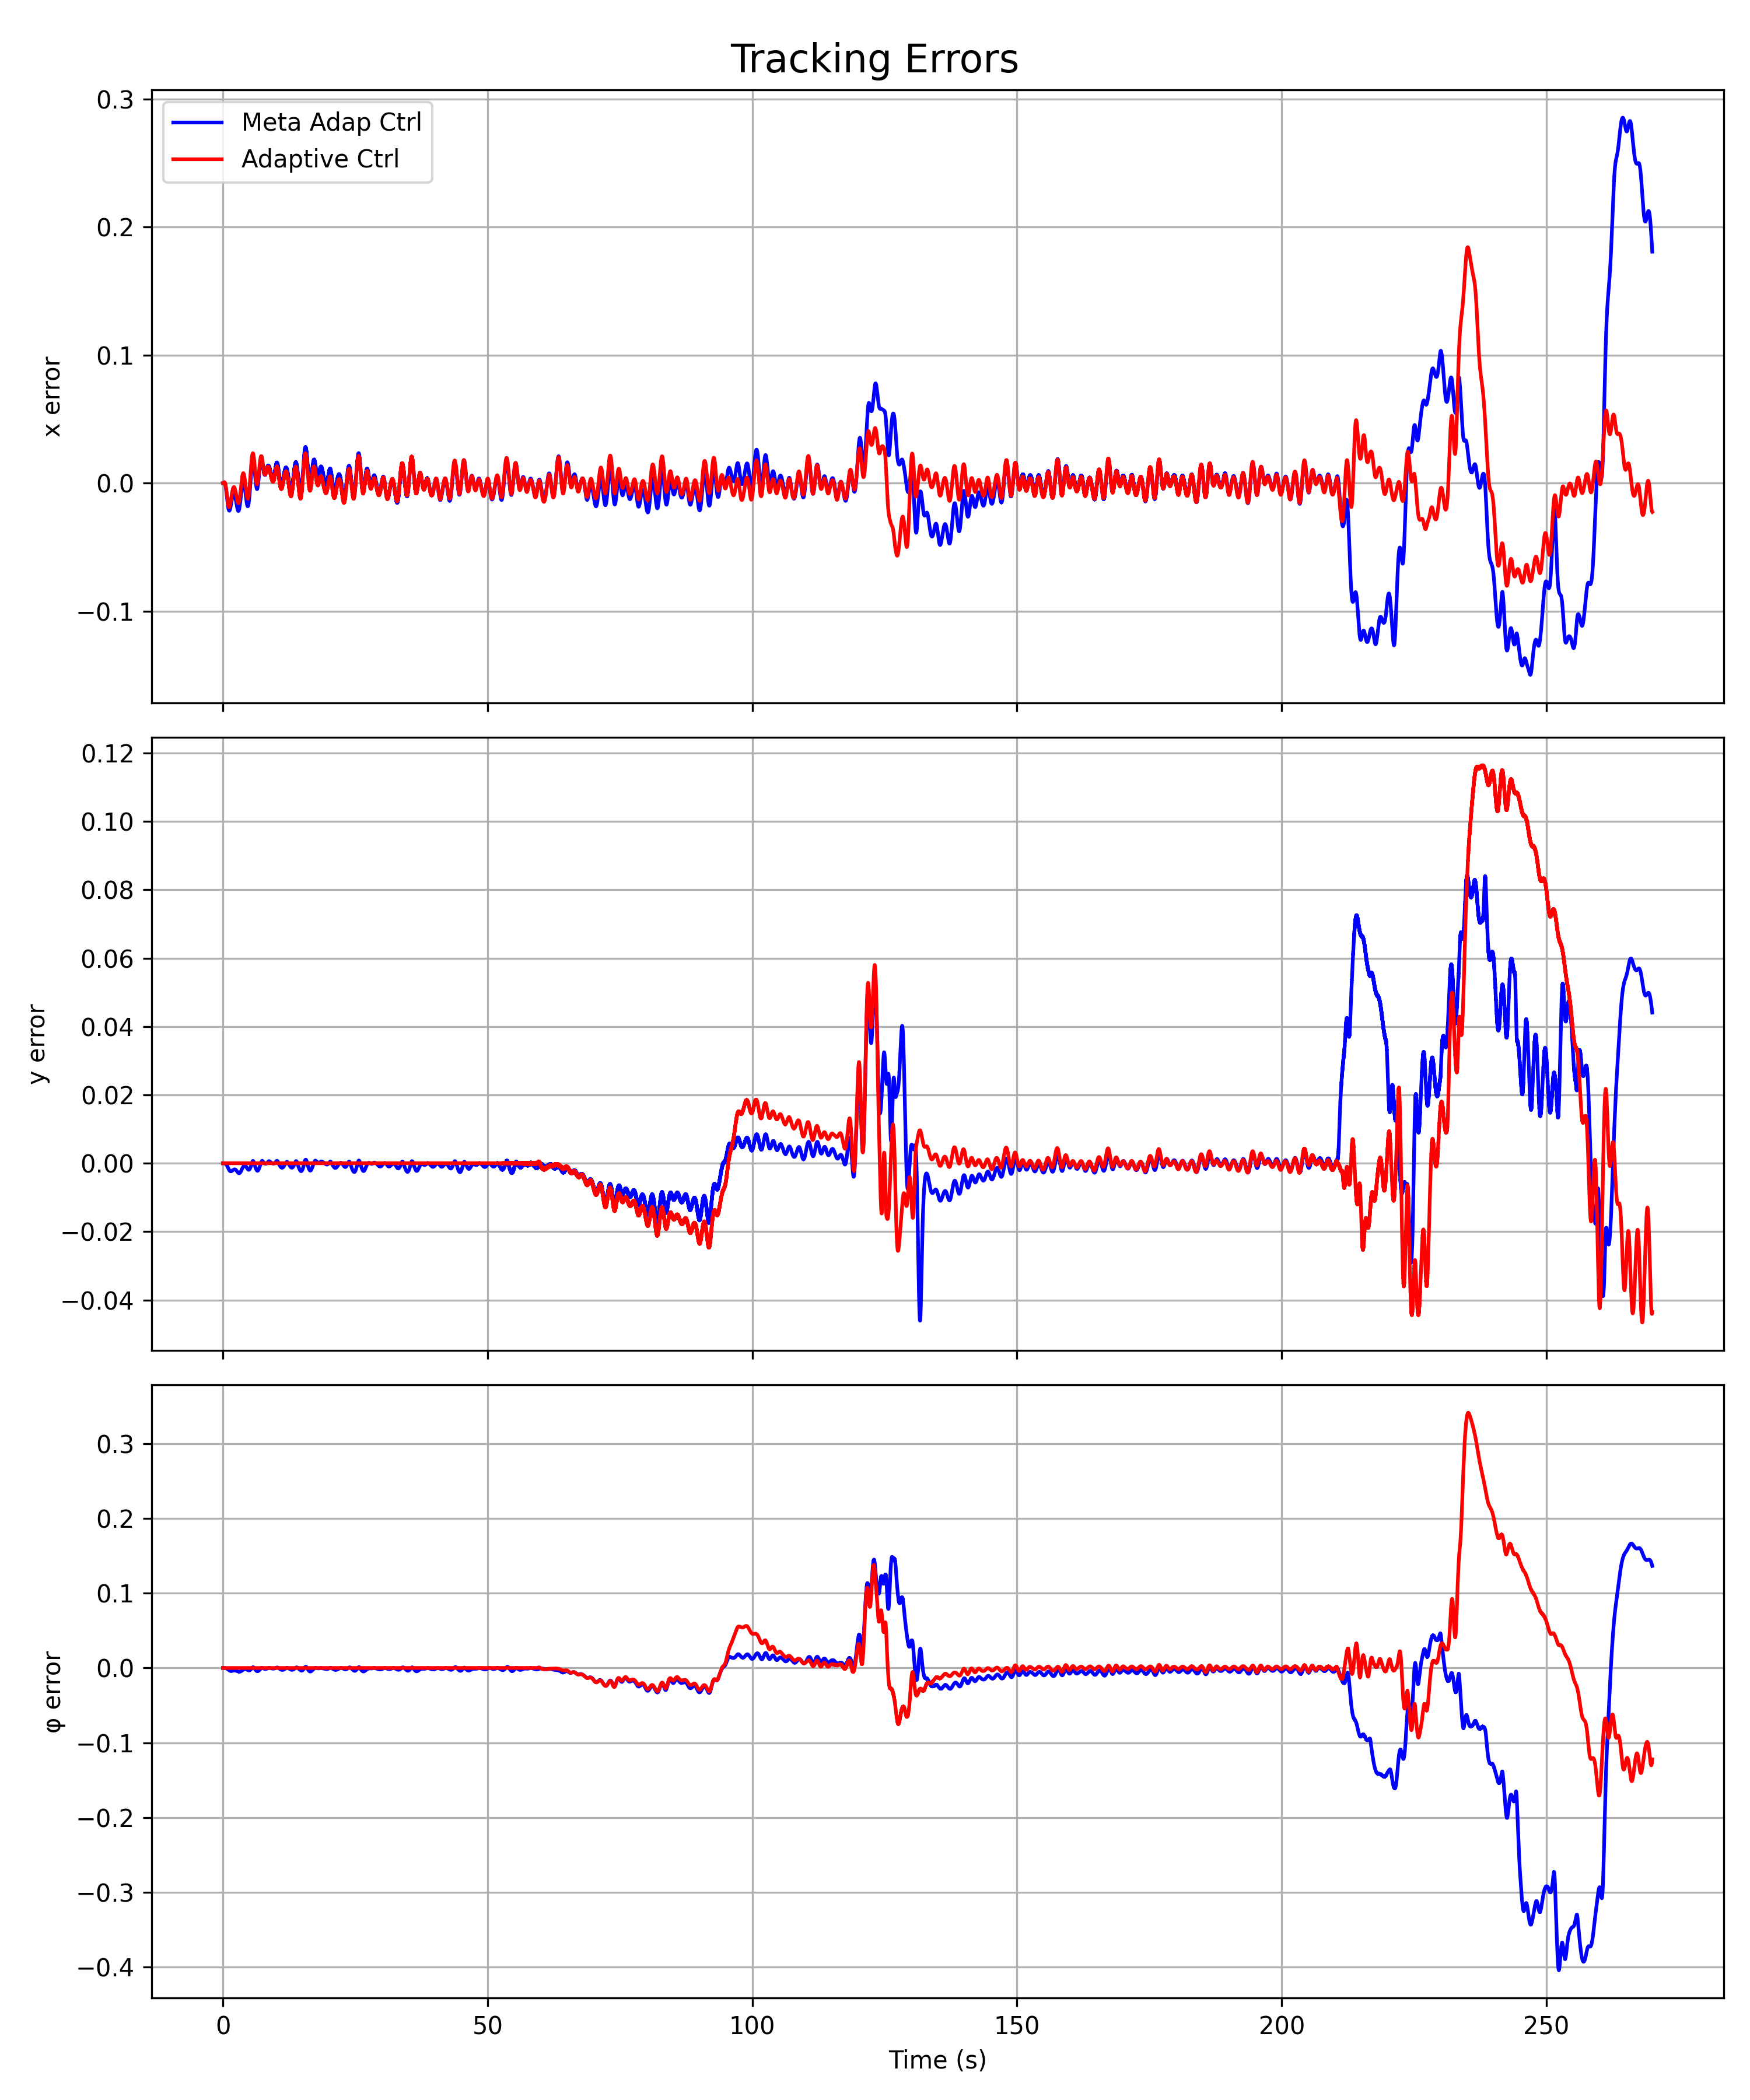 Tracking Errors
Meta Adap Ctrl
Adaptive Ctrl
x error
0.3
0.2
0.1
0.0
−0.1
y error
0.12
0.10
0.08
0.06
0.04
0.02
0.00
−0.02
−0.04
φ error
0.3
0.2
0.1
0.0
−0.1
−0.2
−0.3
−0.4
0 50 100 150 200 250
Time (s)